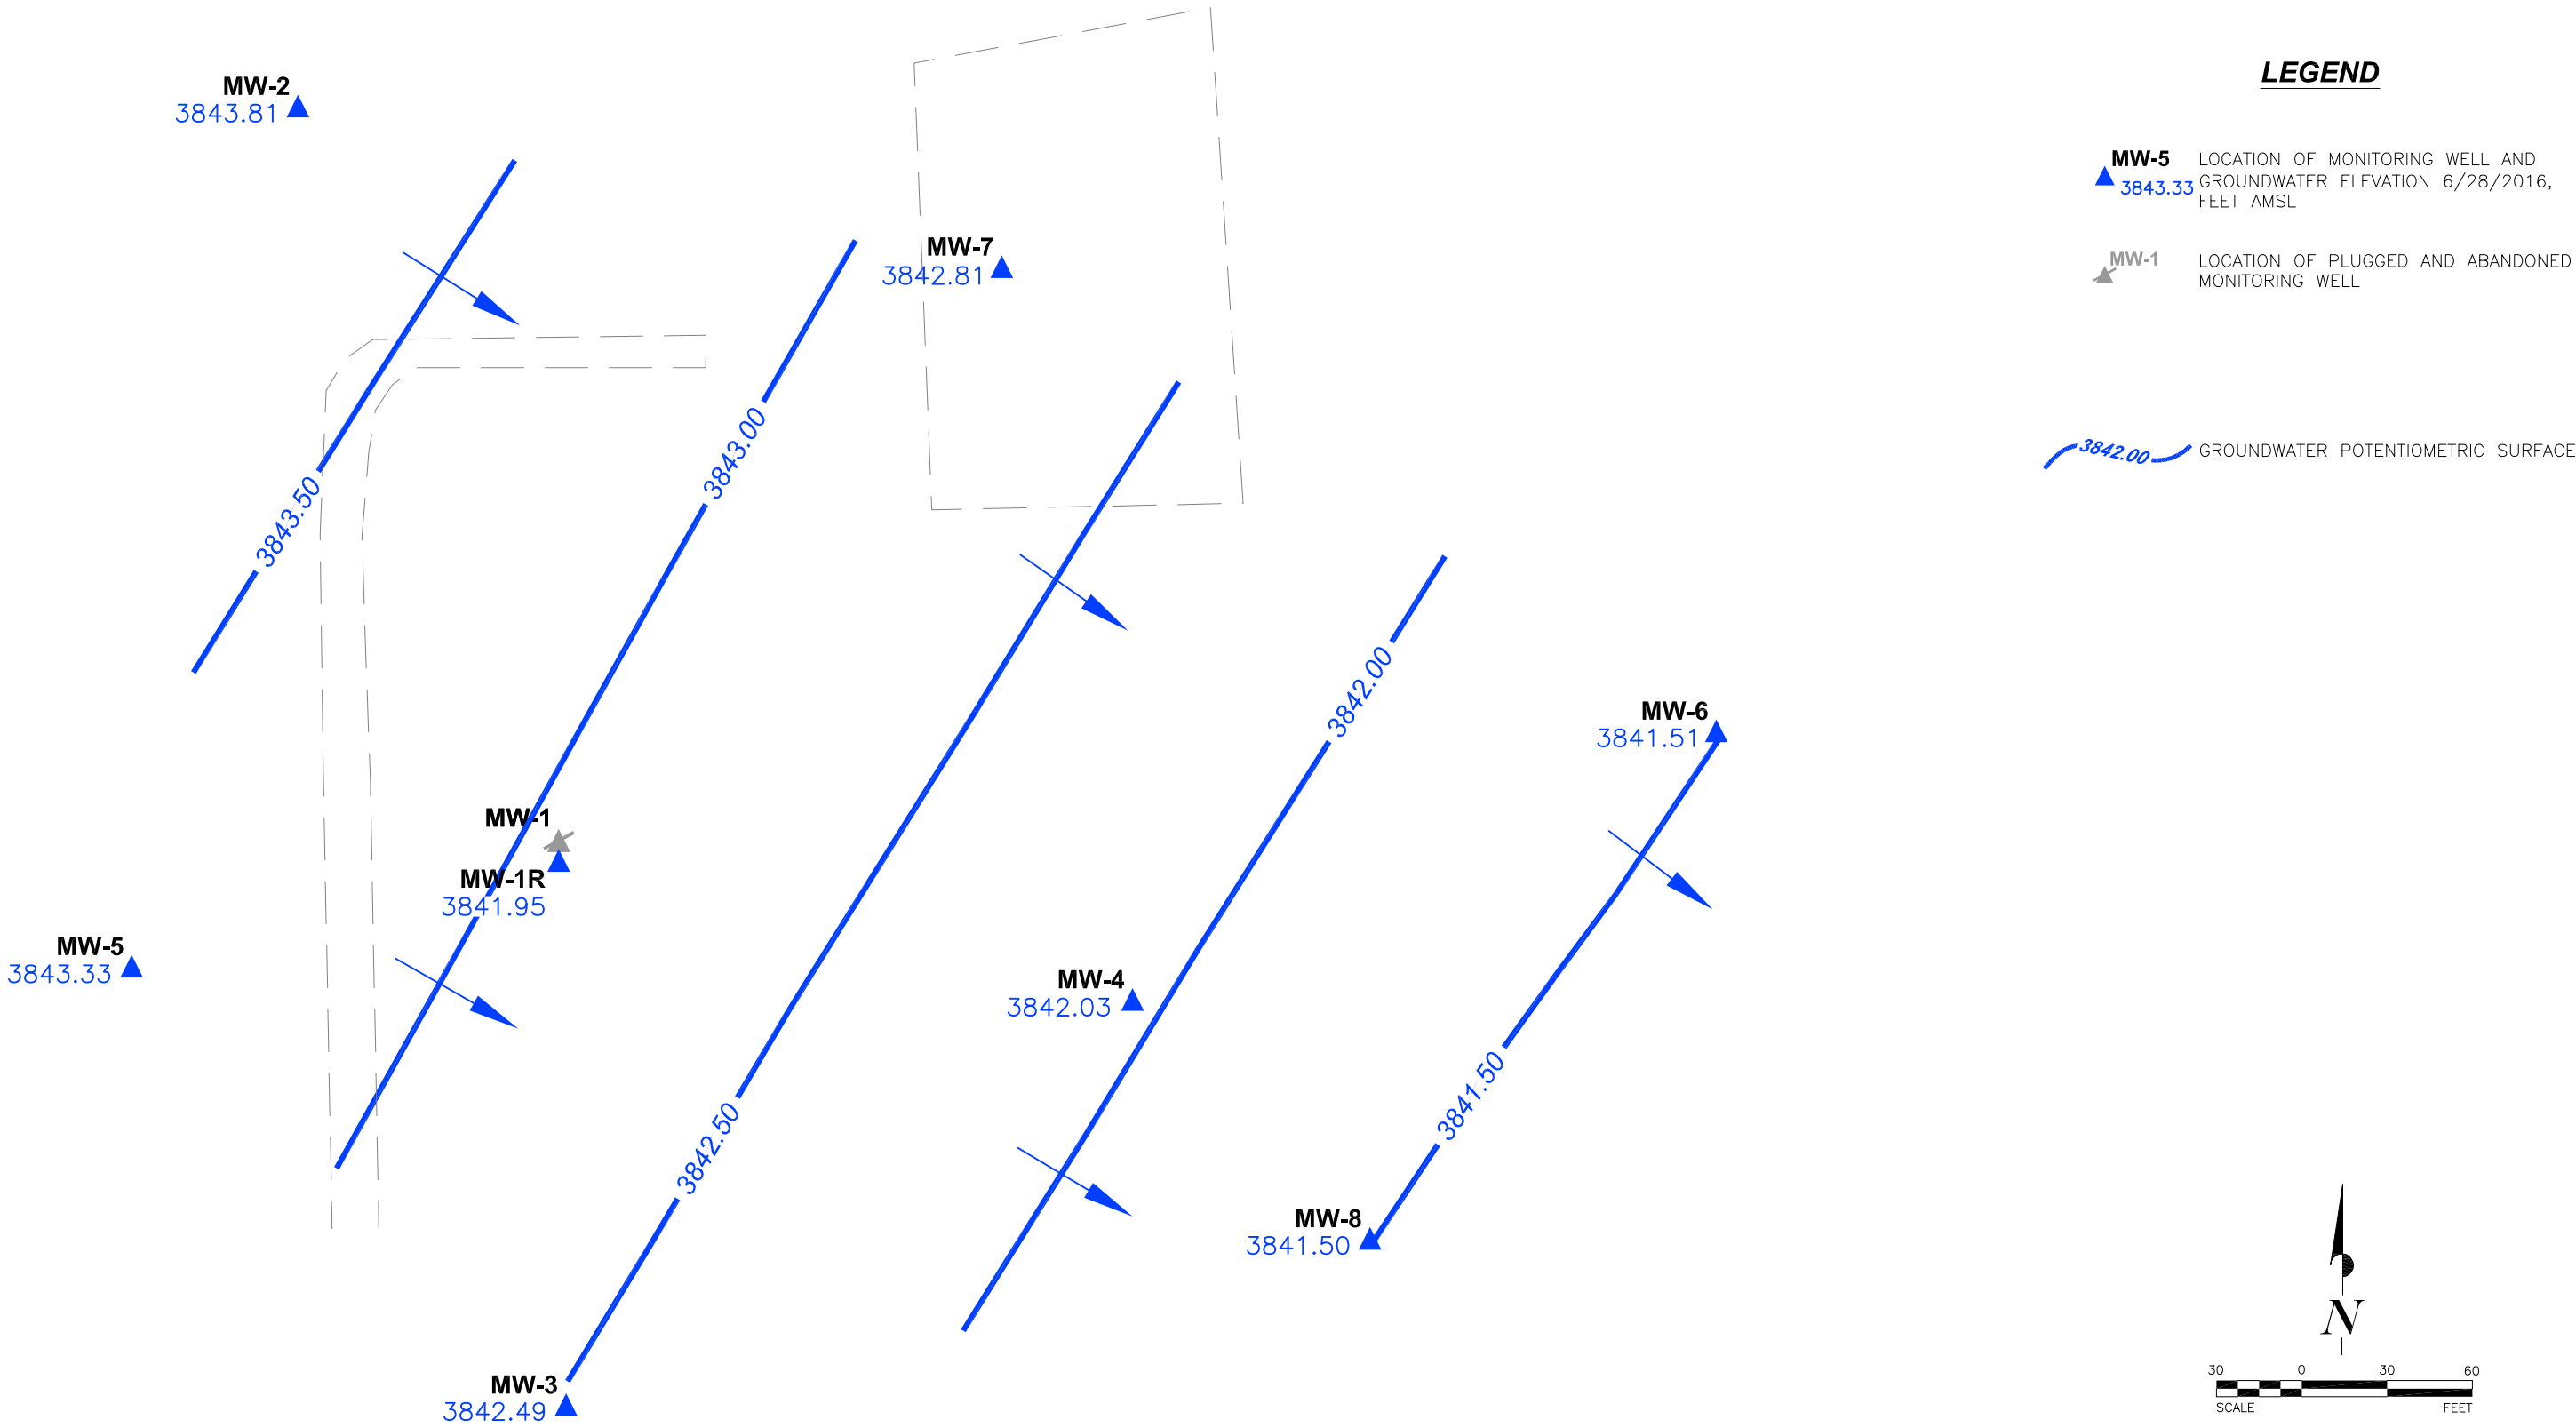 LEGEND
MW-2
3843.81
MW-5
3843.33
LOCATION OF MONITORING WELL AND
GROUNDWATER ELEVATION 6/28/2016,
FEET AMSL
MW-7
3842.81
MW-1
LOCATION OF PLUGGED AND ABANDONED
MONITORING WELL
3843.00
3842.00
GROUNDWATER POTENTIOMETRIC SURFACE
3843.50
3842.00
MW-6
3841.51
MW-1
MW-1R
3841.95
MW-5
3843.33
MW-4
3842.03
3841.50
3842.50
MW-8
3841.50
N
MW-3
3842.49
30 0 30 60
SCALE FEET